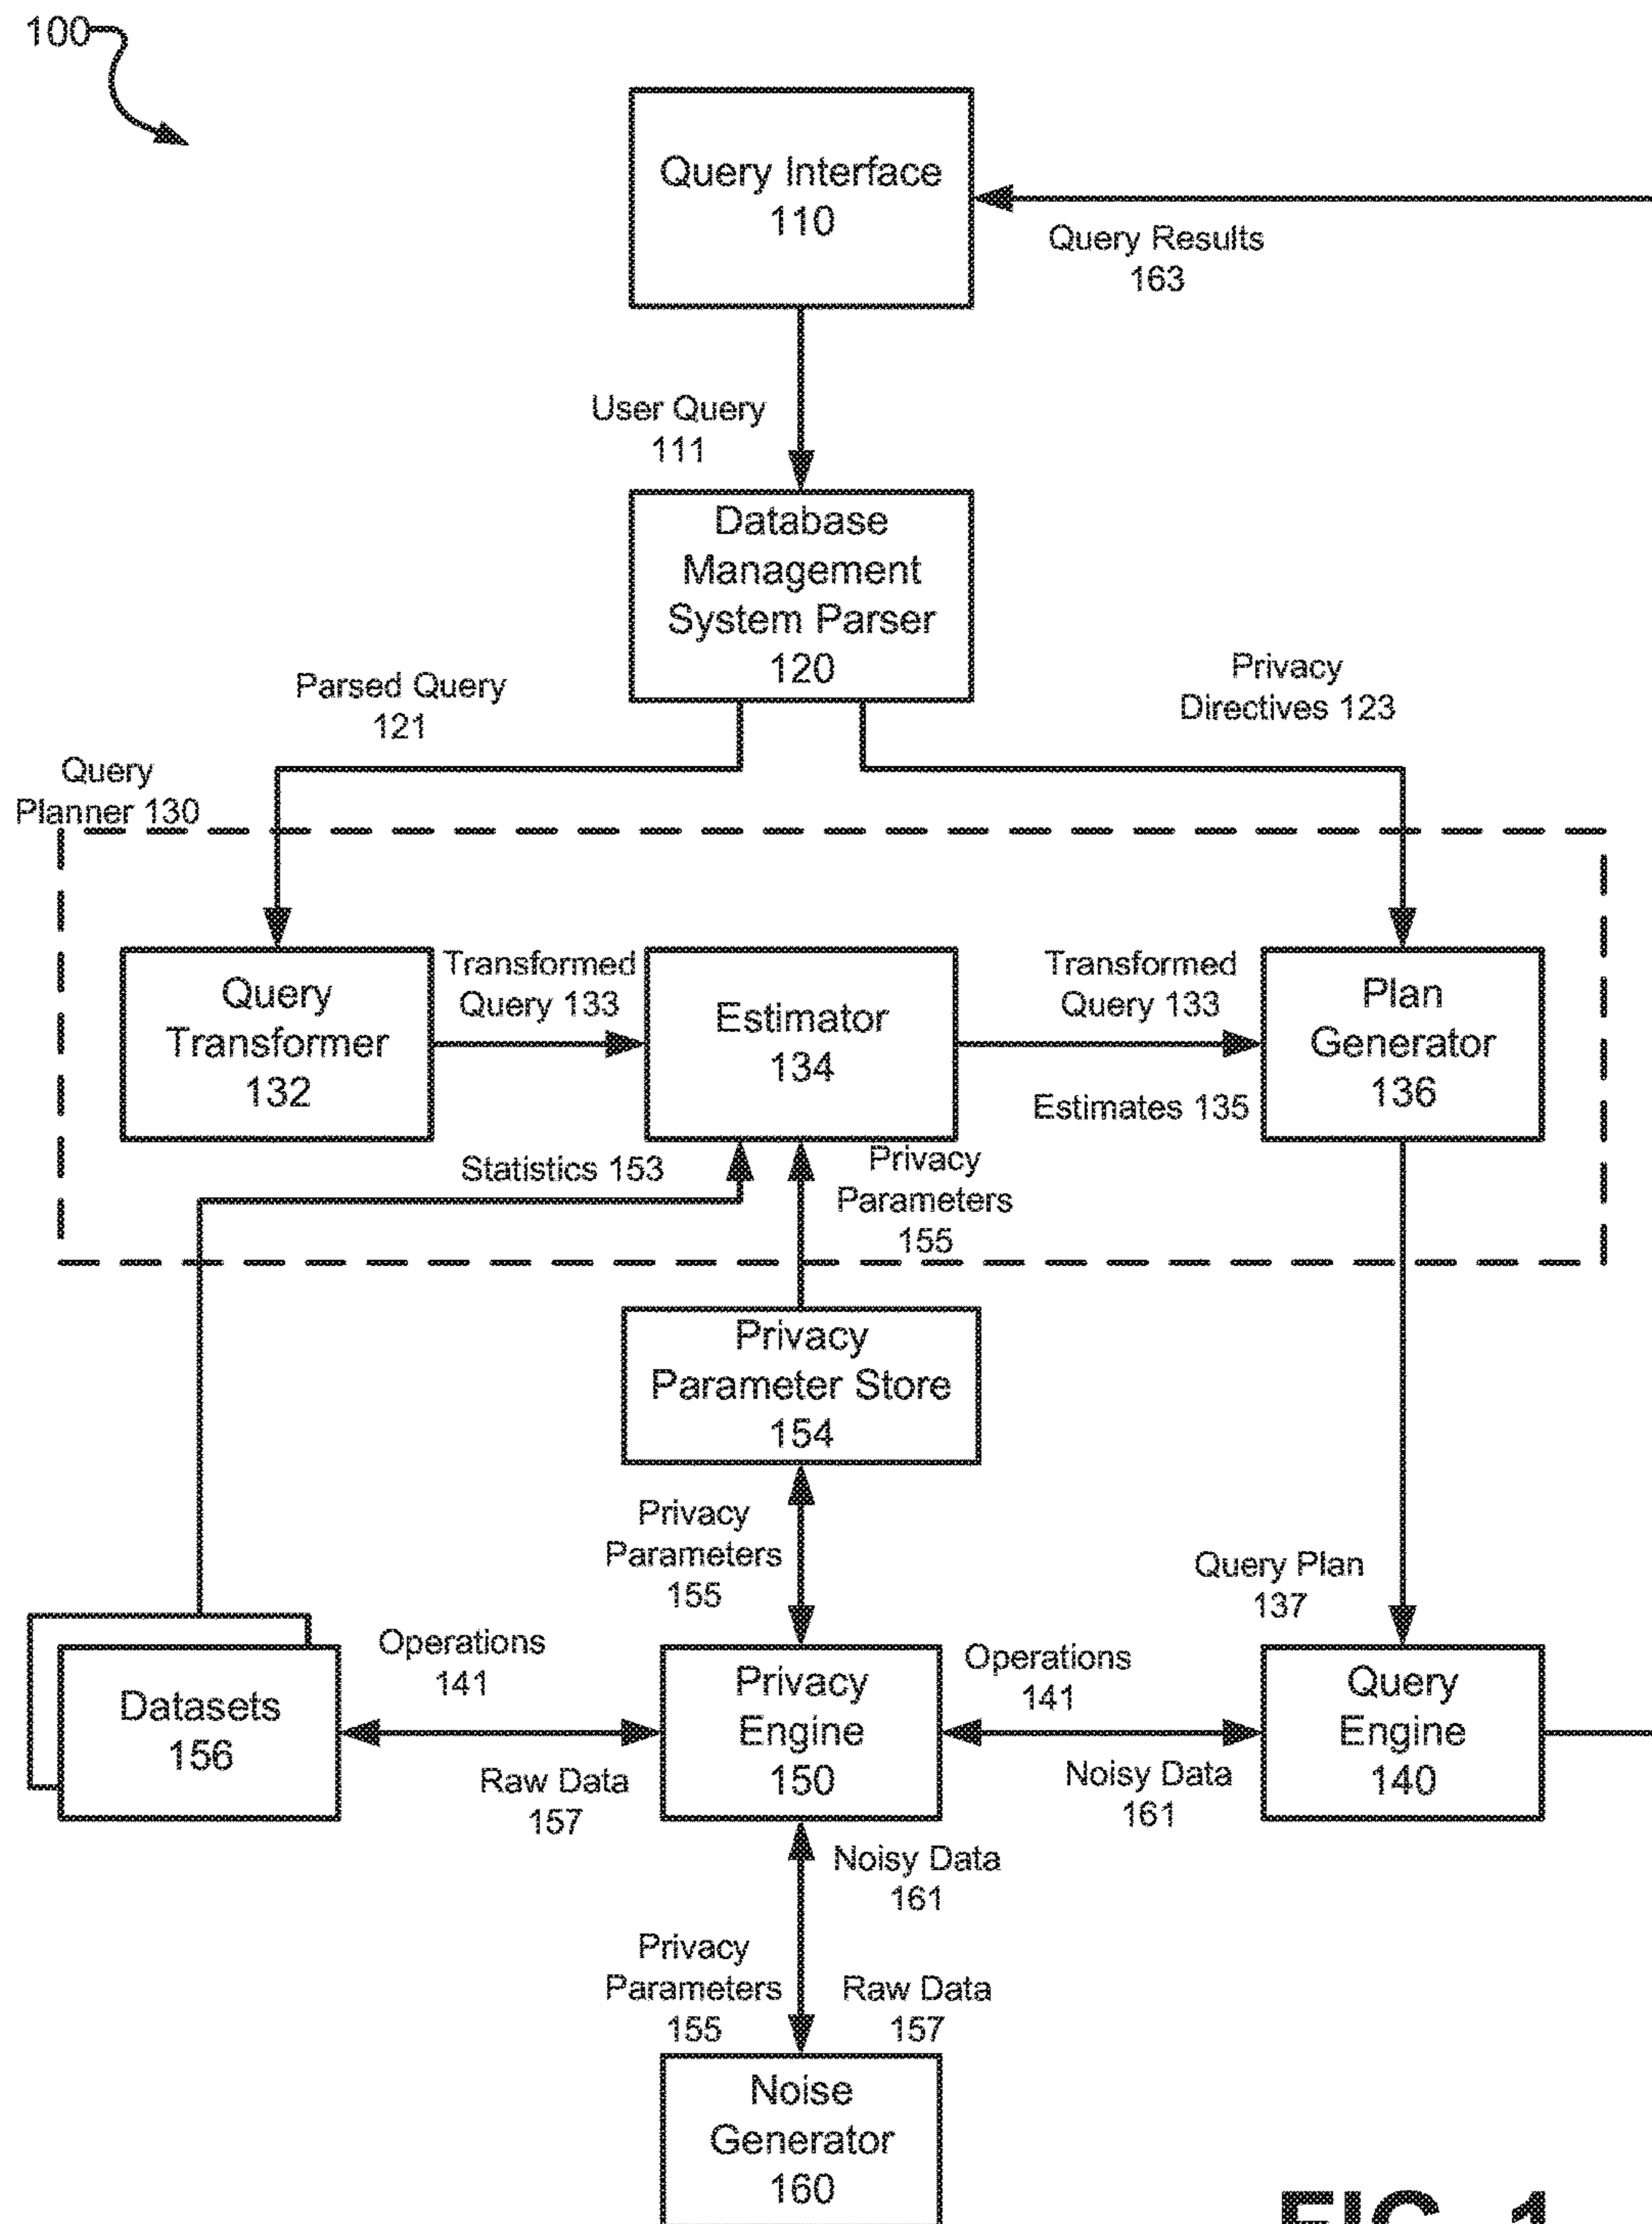 100
Query Interface
110
Query Results
163
User Query
111
Database
Management
System Parser
120
Parsed Query
121
Privacy
Directives 123
Query
Planner 130
Query
Transformer
132
Transformed
Query 133
Estimator
134
Transformed
Query 133
Estimates 135
Plan
Generator
136
Statistics 153
Privacy
Parameters
155
Privacy
Parameter Store
154
Privacy
Parameters
155
Query Plan
137
Datasets
156
Operations
141
Raw Data
157
Privacy
Engine
150
Operations
141
Noisy Data
161
Query
Engine
140
Noisy Data
161
Privacy
Parameters
155
Raw Data
157
Noise
Generator
160
FIG. 1